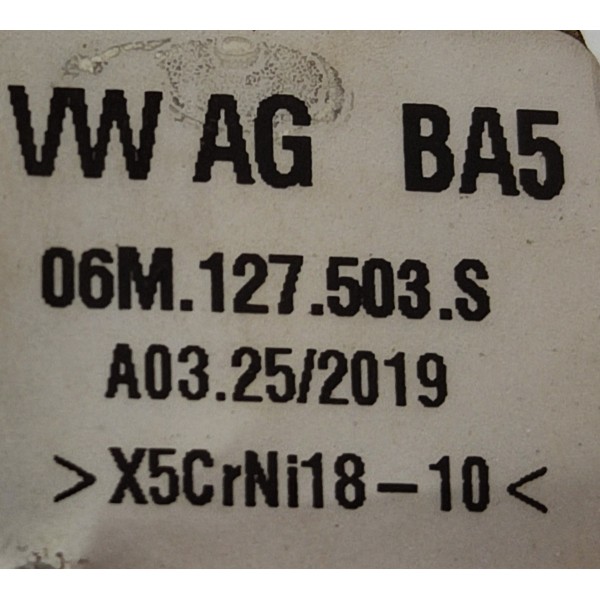 VW AG BA5
06M.127.503.S
A03.25/2019
>X5CrNi18-10<